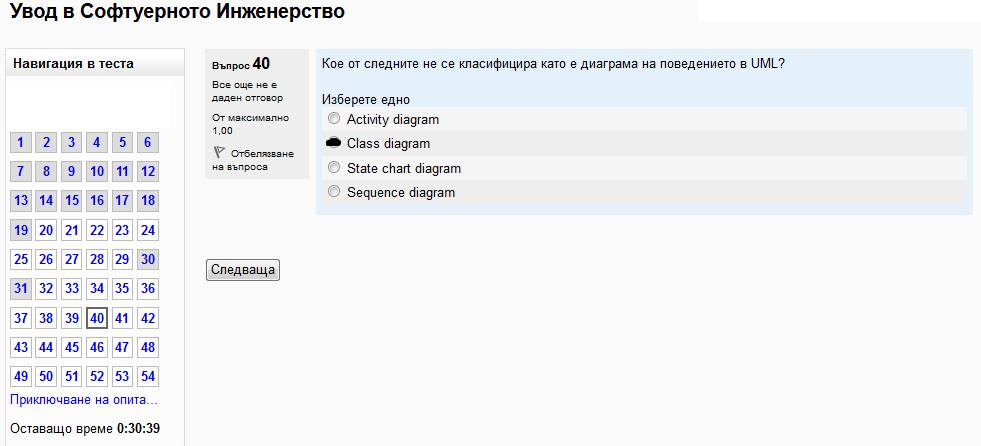 Увод в Софтуерното Инженерство
Навигация в теста
1 2 3 4 5 6
7 8 9 10 11 12
13 14 15 16 17 18
19 20 21 22 23 24
25 26 27 28 29 30
31 32 33 34 35 36
37 38 39 40 41 42
43 44 45 46 47 48
49 50 51 52 53 54
Приключване на опита...
Оставащо време 0:30:39
Въпрос 40
Все още не е
даден отговор
От максимално
1,00
Отбелязване
на въпроса
Кое от следните не се класифицира като е диаграма на поведението в UML?
Изберете едно
Activity diagram
Class diagram
State chart diagram
Sequence diagram
Следваща